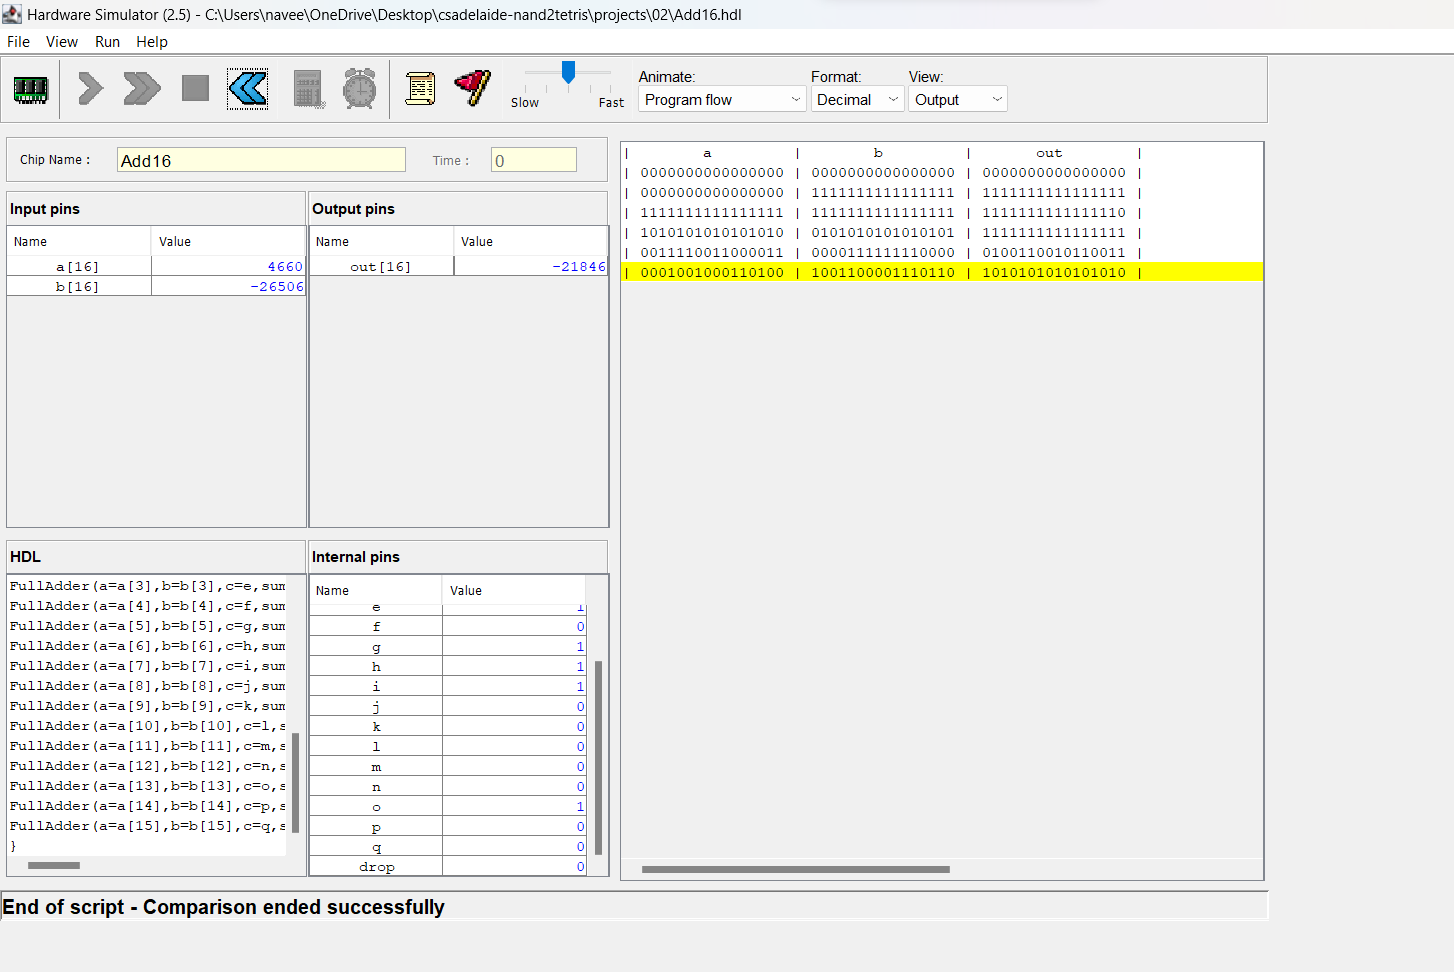 Hardware Simulator (2.5) - C:\Users\navee\OneDrive\Desktop\csadelaide-nand2tetris\projects\02\Add16.hdl
File View Run Help
Slow Fast
Animate: Format: View:
Program flow Decimal Output
Chip Name : Add16 Time : 0
Input pins
Name Value
a[16] 4660
b[16] -26506
Output pins
Name Value
out[16] -21846
HDL
FullAdder(a=a[3],b=b[3],c=e,sum
FullAdder(a=a[4],b=b[4],c=f,sum
FullAdder(a=a[5],b=b[5],c=g,sum
FullAdder(a=a[6],b=b[6],c=h,sum
FullAdder(a=a[7],b=b[7],c=i,sum
FullAdder(a=a[8],b=b[8],c=j,sum
FullAdder(a=a[9],b=b[9],c=k,sum
FullAdder(a=a[10],b=b[10],c=l,s
FullAdder(a=a[11],b=b[11],c=m,s
FullAdder(a=a[12],b=b[12],c=n,s
FullAdder(a=a[13],b=b[13],c=o,s
FullAdder(a=a[14],b=b[14],c=p,s
FullAdder(a=a[15],b=b[15],c=q,s
}
Internal pins
Name Value
e 1
f 0
g 1
h 1
i 1
j 0
k 0
l 0
m 0
n 0
o 1
p 0
q 0
drop 0
| a | b | out |
| 0000000000000000 | 0000000000000000 | 0000000000000000 |
| 0000000000000000 | 1111111111111111 | 1111111111111111 |
| 1111111111111111 | 1111111111111111 | 1111111111111110 |
| 1010101010101010 | 0101010101010101 | 1111111111111111 |
| 0011110011000011 | 0000111111110000 | 0100110010110011 |
| 0001001000110100 | 1001100001110110 | 1010101010101010 |
End of script - Comparison ended successfully